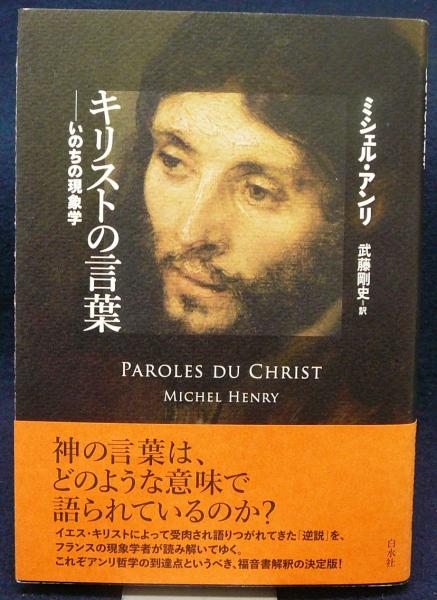 ミシェル・アンリ
武藤剛史=訳
キリストの言葉
──いのちの現象学
PAROLES DU CHRIST
MICHEL HENRY
神の言葉は、
どのような意味で
語られているのか?
イエス・キリストによって受肉され語りつがれてきた「逆説」を、
フランスの現象学者が読み解いてゆく。
これぞアンリ哲学の到達点というべき、福音書解釈の決定版!
白水社